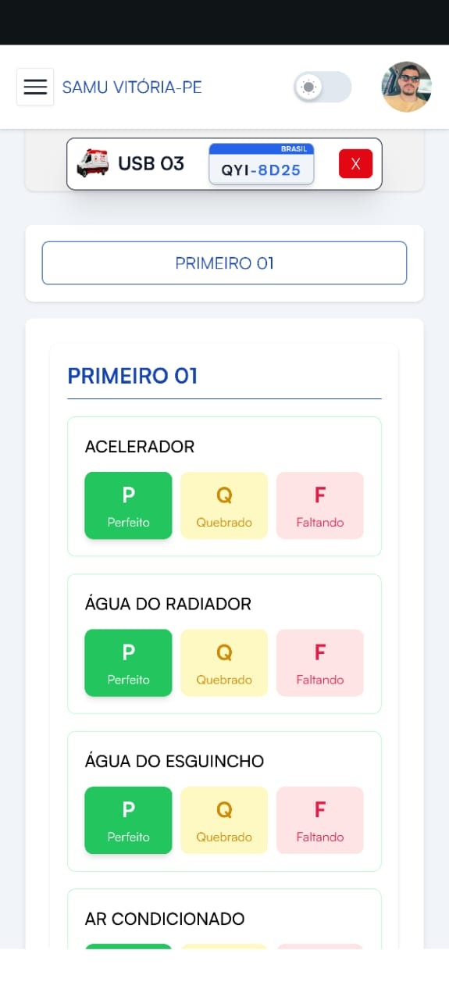 SAMU VITÓRIA-PE
USB 03
BRASIL
QYI-8D25
X
PRIMEIRO 01
PRIMEIRO 01
ACELERADOR
P Q F
Perfeito Quebrado Faltando
ÁGUA DO RADIADOR
P Q F
Perfeito Quebrado Faltando
ÁGUA DO ESGUINCHO
P Q F
Perfeito Quebrado Faltando
AR CONDICIONADO